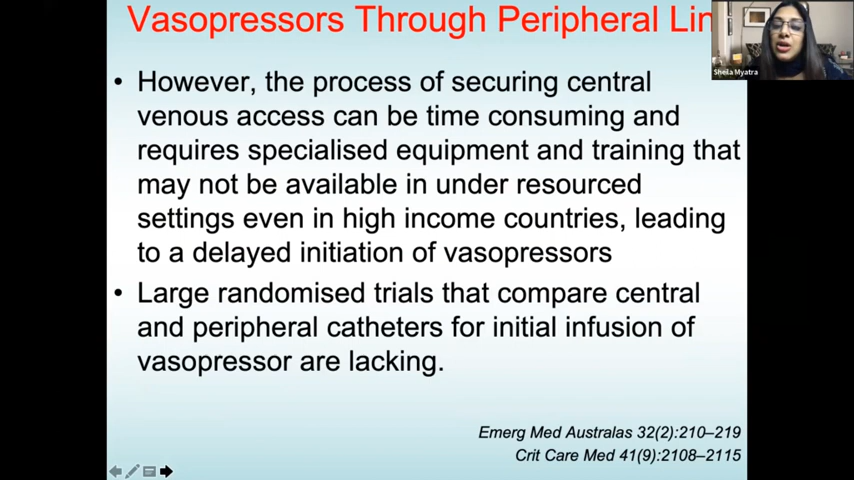 Vasopressors Through Peripheral Lin
Sheila Myatra
• However, the process of securing central
venous access can be time consuming and
requires specialised equipment and training that
may not be available in under resourced
settings even in high income countries, leading
to a delayed initiation of vasopressors
• Large randomised trials that compare central
and peripheral catheters for initial infusion of
vasopressor are lacking.
Emerg Med Australas 32(2):210–219
Crit Care Med 41(9):2108–2115